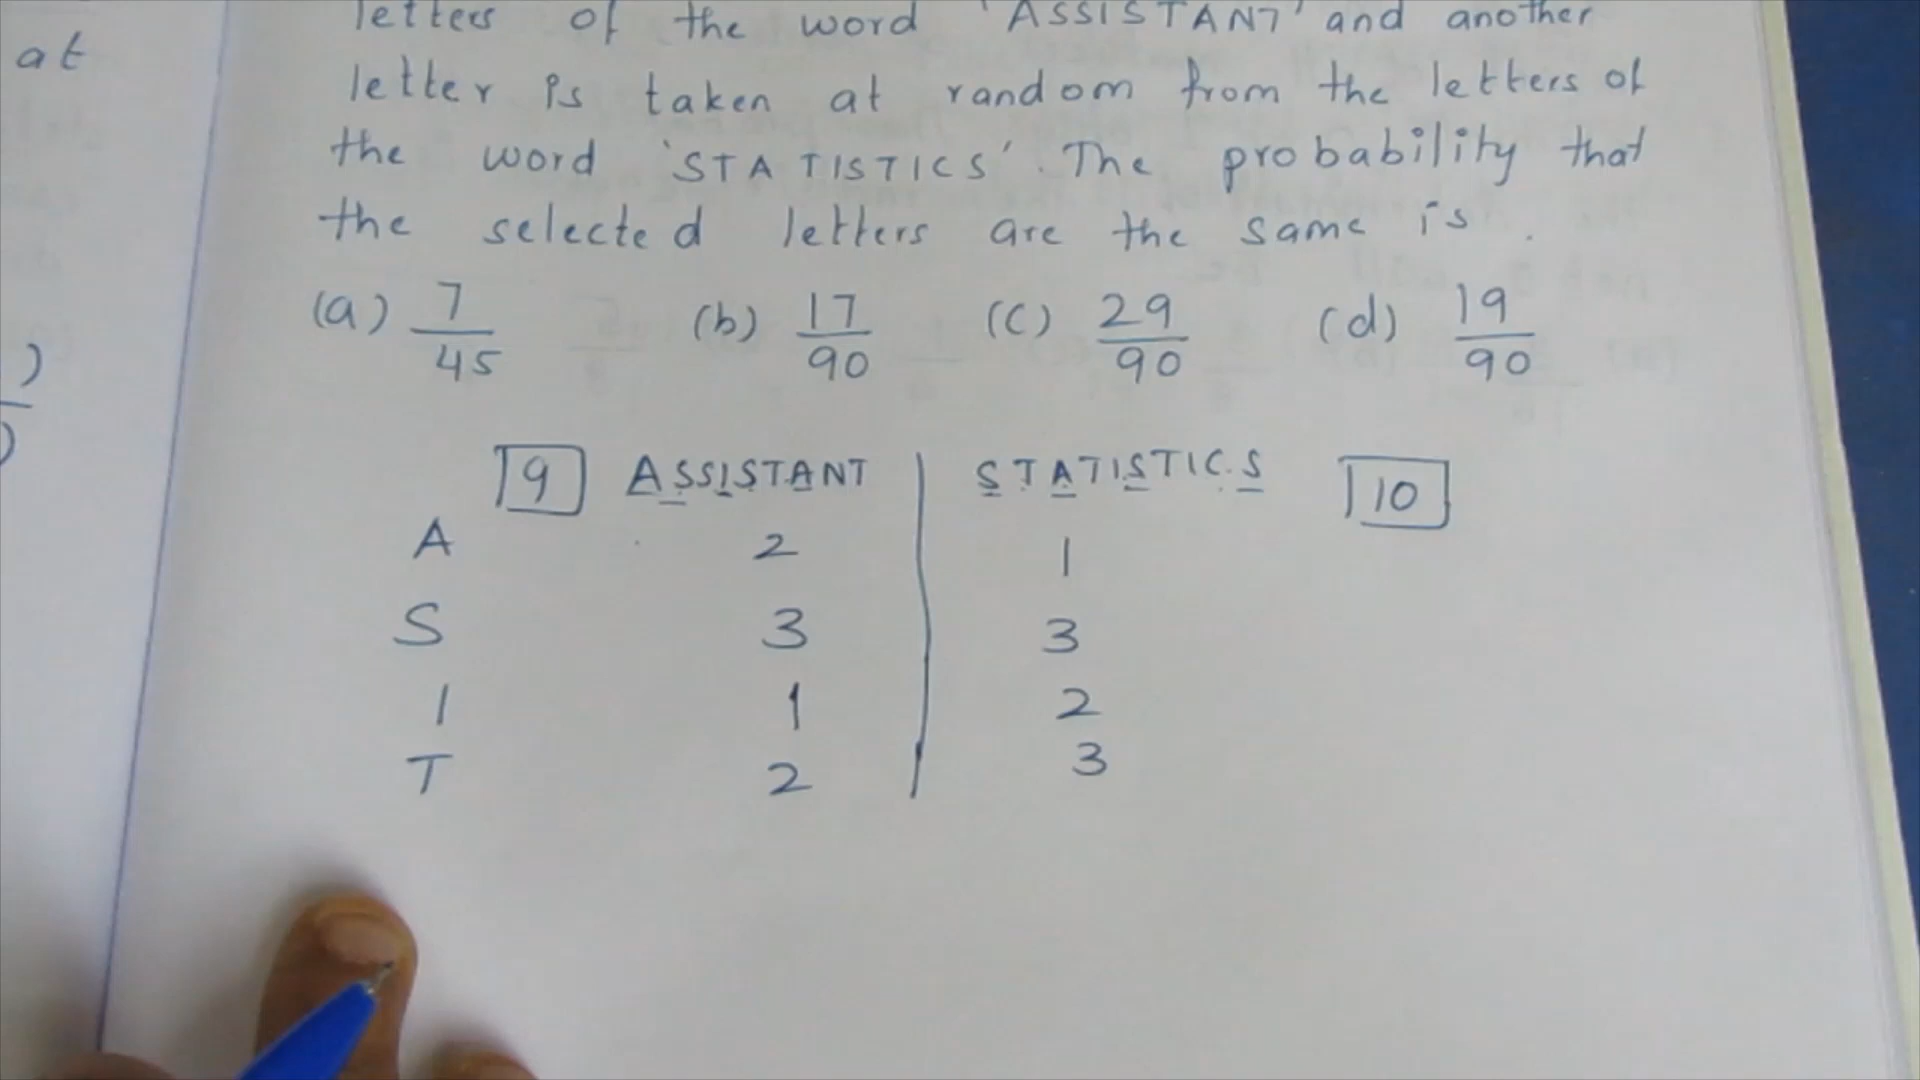 at
letters of the word 'ASSISTANT' and another
letter is taken at random from the letters of
the word 'STATISTICS'. The probability that
the selected letters are the same is .
(a) 7/45 (b) 17/90 (c) 29/90 (d) 19/90
)
)
9 ASSISTANT | STATISTICS 10
A 2 1
S 3 3
I 1 2
T 2 3